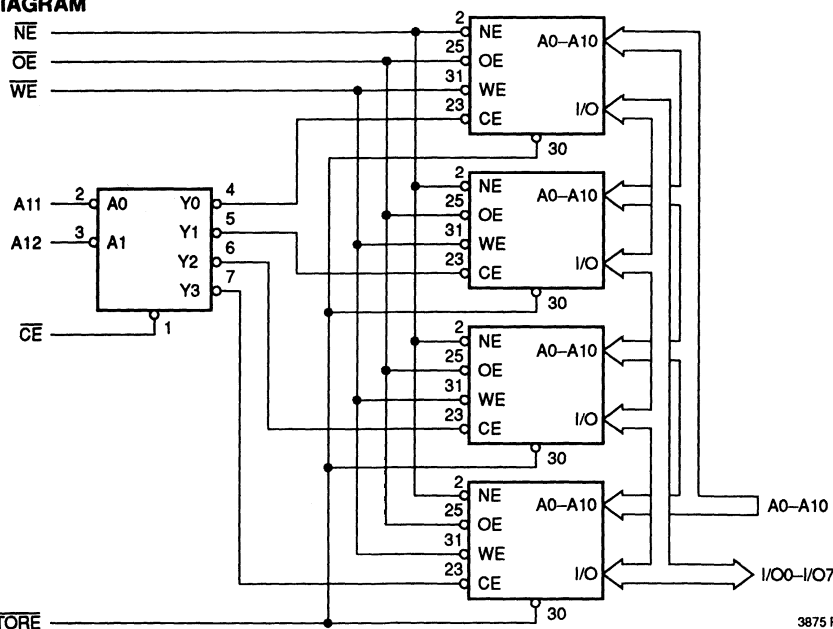 IAGRAM
NE
OE
WE
2 NE A0–A10
25 OE
31 WE I/O
23 CE
30
A11 2 A0 Y0 4
A12 3 A1 Y1 5
Y2 6
Y3 7
CE 1
2 NE A0–A10
25 OE
31 WE I/O
23 CE
30
2 NE A0–A10
25 OE
31 WE I/O
23 CE
30
2 NE A0–A10
25 OE
31 WE I/O
23 CE
30
A0–A10
I/O0–I/O7
TORE
3875